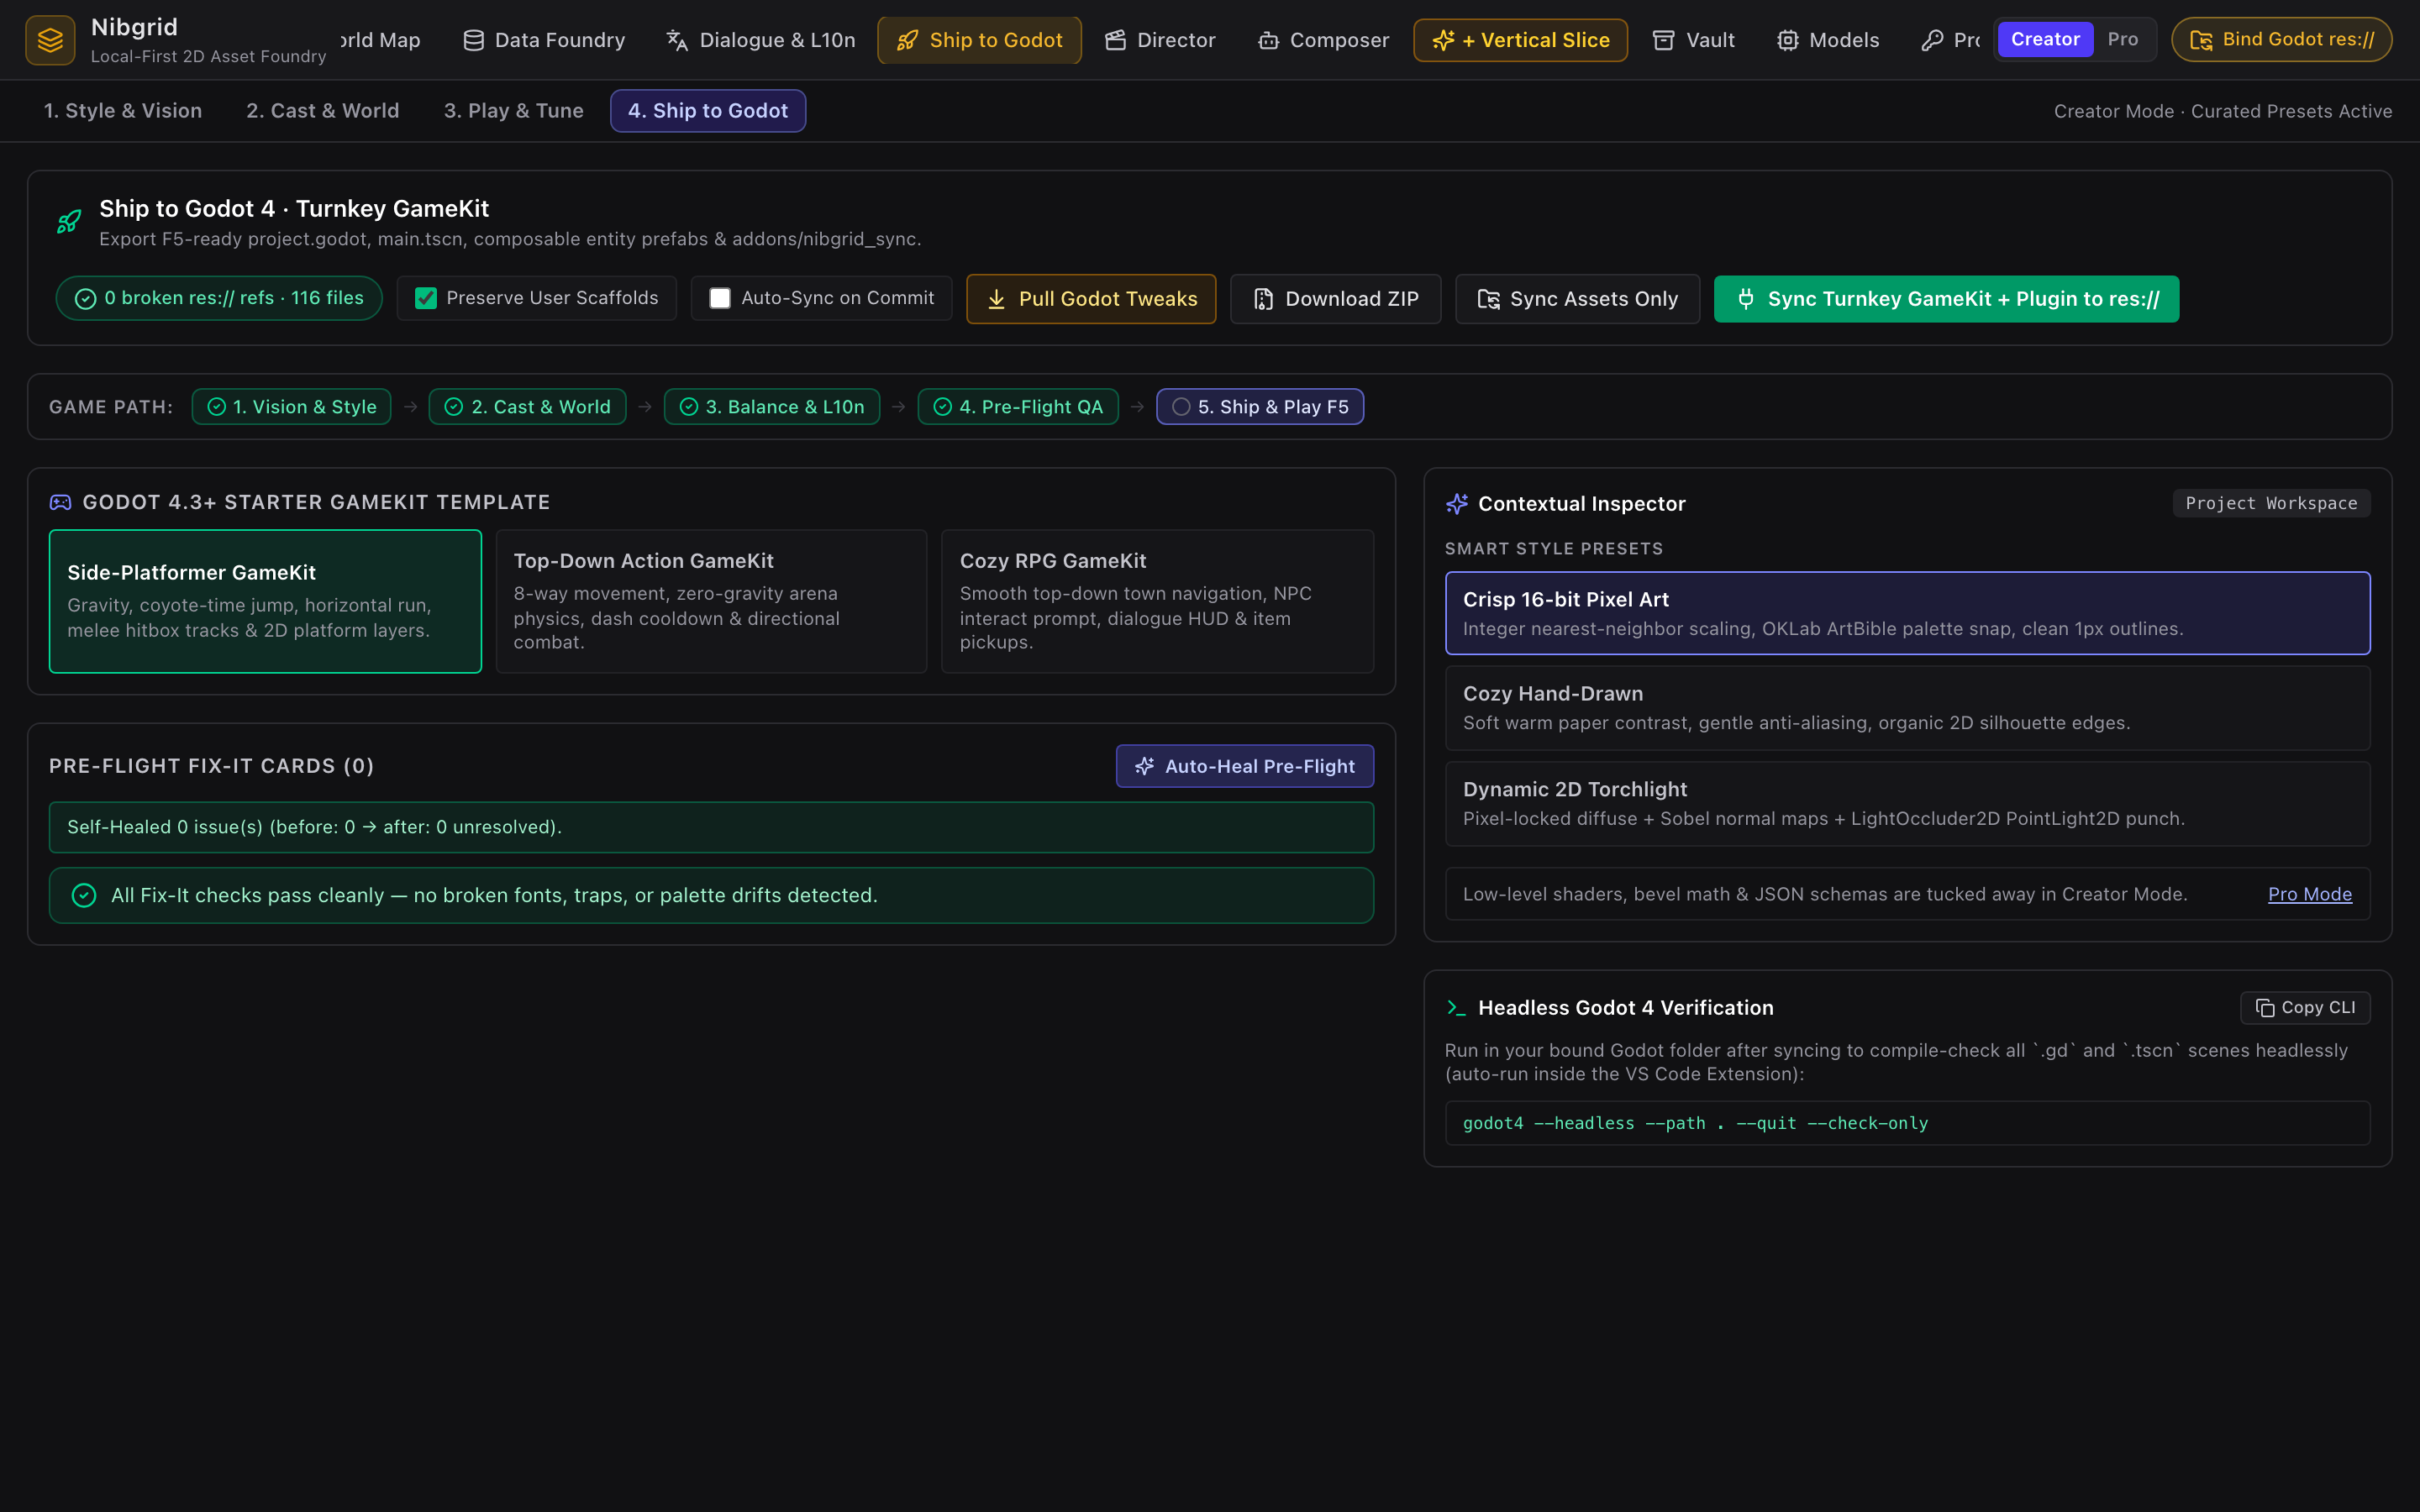 Nibgrid
Local-First 2D Asset Foundry
orld Map
Data Foundry
Dialogue & L10n
Ship to Godot
Director
Composer
+ Vertical Slice
Vault
Models
Creator
Pro
Bind Godot res://
1. Style & Vision
2. Cast & World
3. Play & Tune
4. Ship to Godot
Creator Mode · Curated Presets Active
Ship to Godot 4 · Turnkey GameKit
Export F5-ready project.godot, main.tscn, composable entity prefabs & addons/nibgrid_sync.
0 broken res:// refs · 116 files
Preserve User Scaffolds
Auto-Sync on Commit
Pull Godot Tweaks
Download ZIP
Sync Assets Only
Sync Turnkey GameKit + Plugin to res://
GAME PATH:
1. Vision & Style
→
2. Cast & World
→
3. Balance & L10n
→
4. Pre-Flight QA
→
5. Ship & Play F5
GODOT 4.3+ STARTER GAMEKIT TEMPLATE
Side-Platformer GameKit
Gravity, coyote-time jump, horizontal run,
melee hitbox tracks & 2D platform layers.
Top-Down Action GameKit
8-way movement, zero-gravity arena
physics, dash cooldown & directional
combat.
Cozy RPG GameKit
Smooth top-down town navigation, NPC
interact prompt, dialogue HUD & item
pickups.
PRE-FLIGHT FIX-IT CARDS (0)
Auto-Heal Pre-Flight
Self-Healed 0 issue(s) (before: 0 → after: 0 unresolved).
All Fix-It checks pass cleanly — no broken fonts, traps, or palette drifts detected.
Contextual Inspector
Project Workspace
SMART STYLE PRESETS
Crisp 16-bit Pixel Art
Integer nearest-neighbor scaling, OKLab ArtBible palette snap, clean 1px outlines.
Cozy Hand-Drawn
Soft warm paper contrast, gentle anti-aliasing, organic 2D silhouette edges.
Dynamic 2D Torchlight
Pixel-locked diffuse + Sobel normal maps + LightOccluder2D PointLight2D punch.
Low-level shaders, bevel math & JSON schemas are tucked away in Creator Mode.
Pro Mode
Headless Godot 4 Verification
Copy CLI
Run in your bound Godot folder after syncing to compile-check all `.gd` and `.tscn` scenes headlessly
(auto-run inside the VS Code Extension):
godot4 --headless --path . --quit --check-only